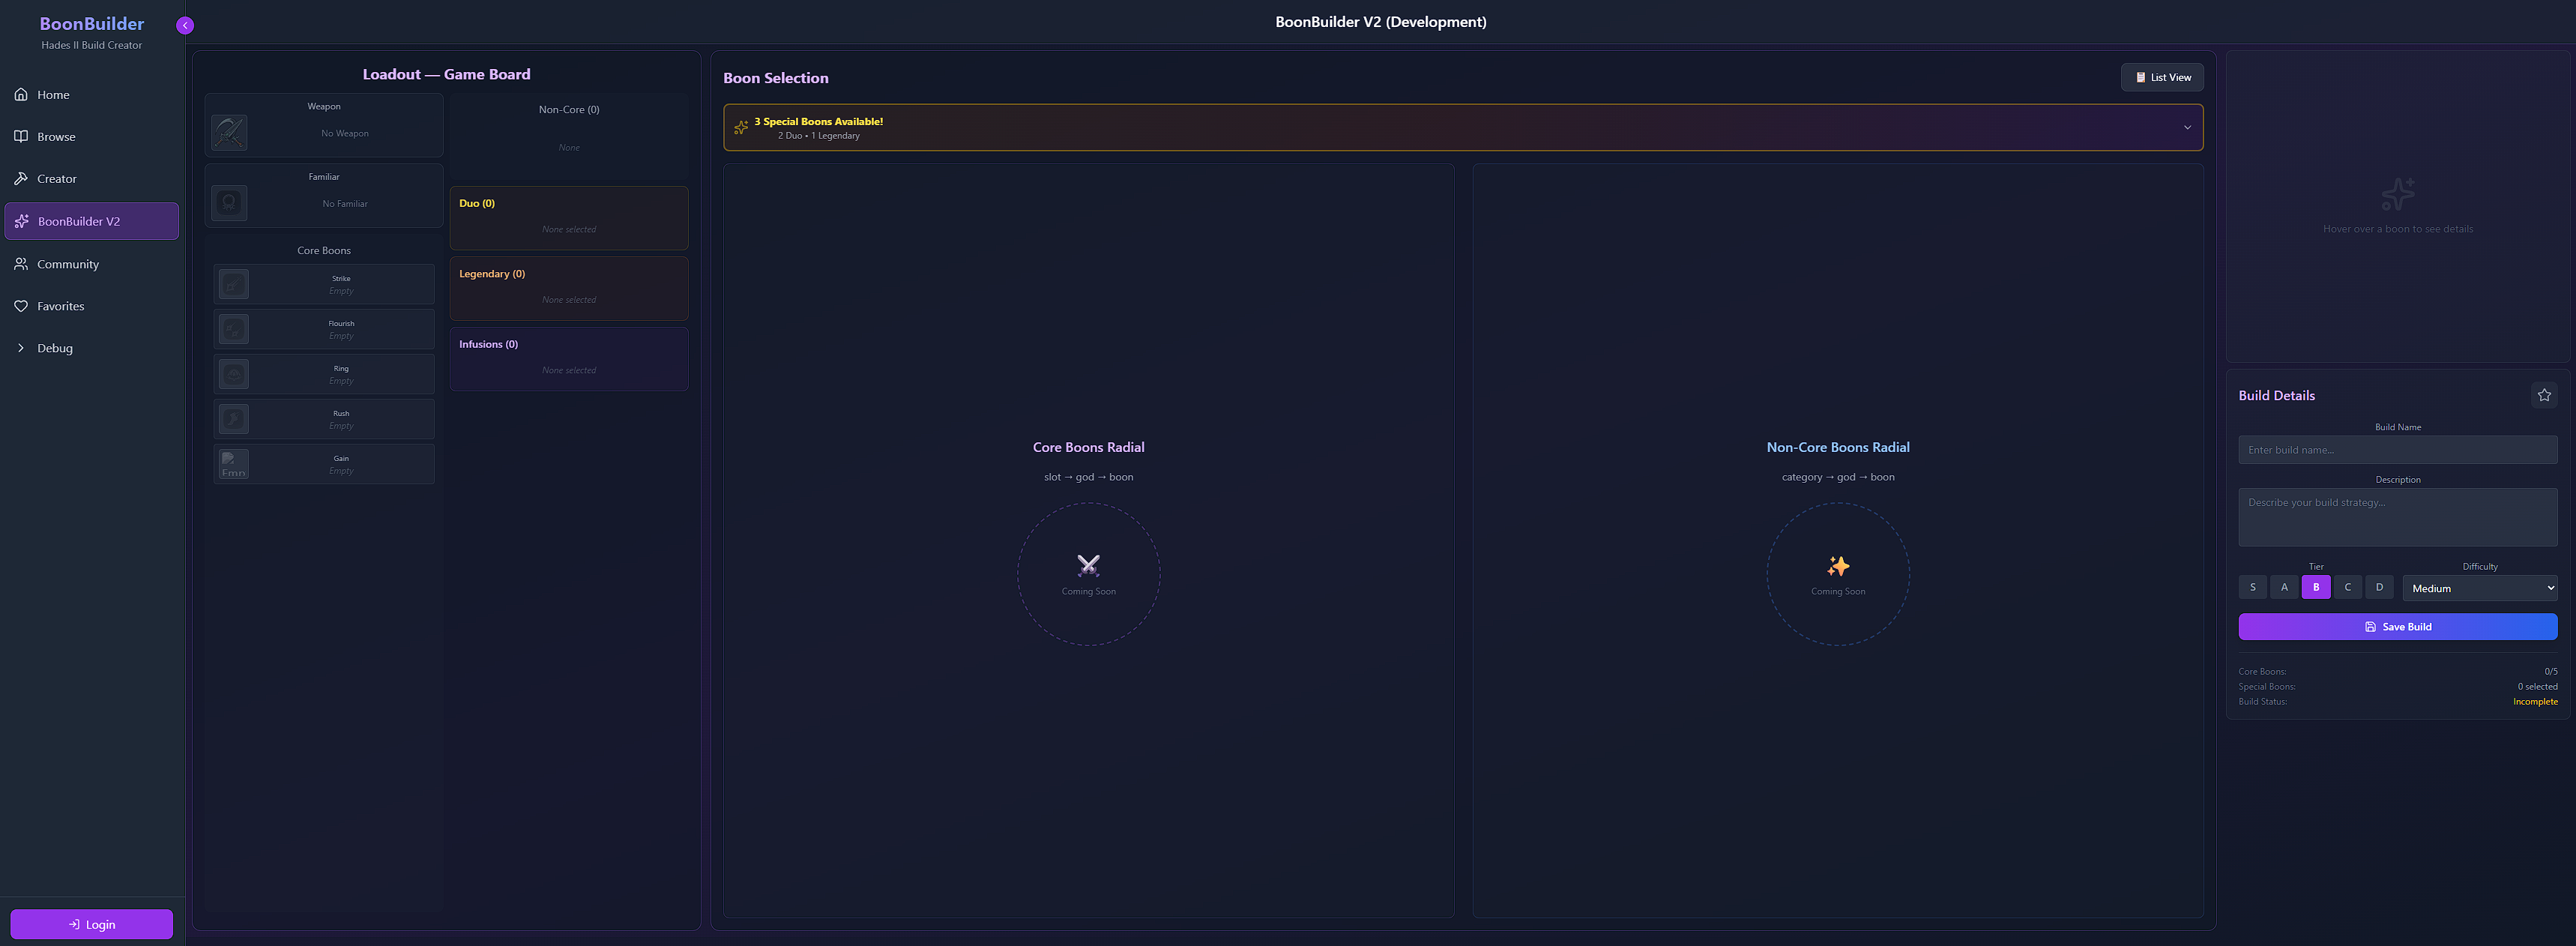 BoonBuilder
Hades II Build Creator
Home
Browse
Creator
BoonBuilder V2
Community
Favorites
Debug
Login
BoonBuilder V2 (Development)
Loadout — Game Board
Weapon
No Weapon
Familiar
No Familiar
Core Boons
Strike
Empty
Flourish
Empty
Ring
Empty
Rush
Empty
Gain
Empty
Non-Core (0)
None
Duo (0)
None selected
Legendary (0)
None selected
Infusions (0)
None selected
Boon Selection
List View
3 Special Boons Available!
2 Duo • 1 Legendary
Core Boons Radial
slot → god → boon
Coming Soon
Non-Core Boons Radial
category → god → boon
Coming Soon
Hover over a boon to see details
Build Details
Build Name
Enter build name...
Description
Describe your build strategy...
Tier
S A B C D
Difficulty
Medium
Save Build
Core Boons: 0/5
Special Boons: 0 selected
Build Status: Incomplete